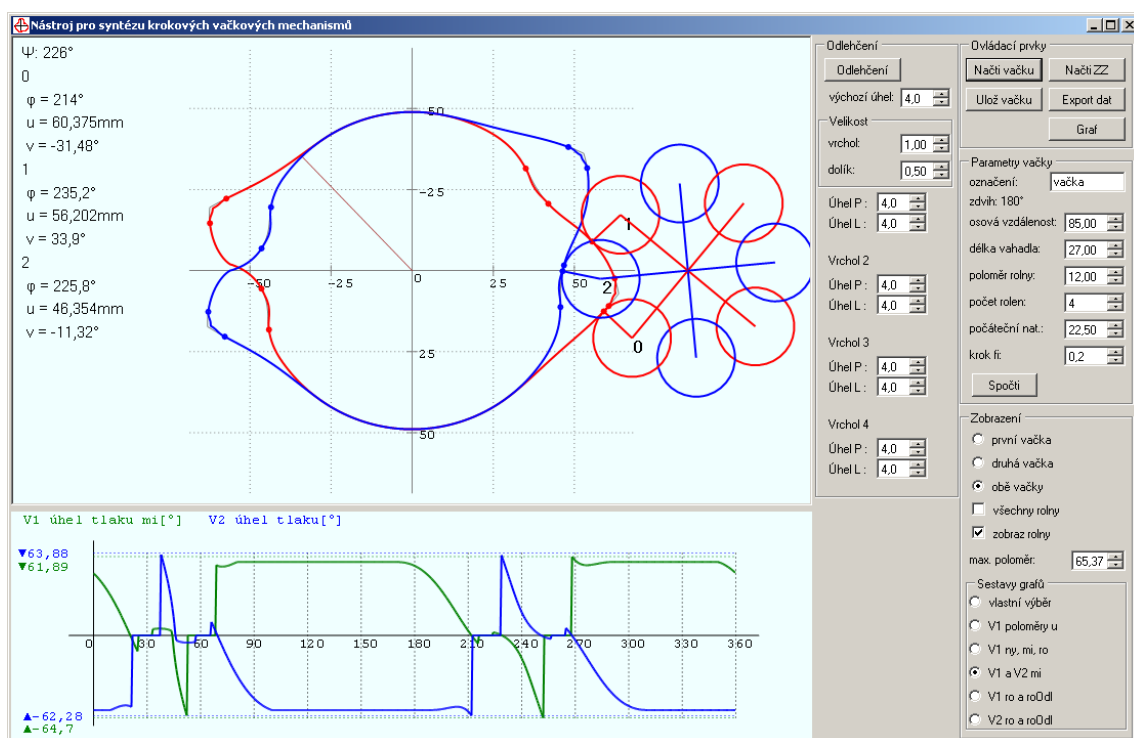 Nástroj pro syntézu krokových vačkových mechanismů
Ψ: 226°
0
φ = 214°
u = 60,375mm
v = -31,48°
1
φ = 235,2°
u = 56,202mm
v = 33,9°
2
φ = 225,8°
u = 46,354mm
v = -11,32°
-50
-25
-50
-25
0
25
50
25
50
1
2
0
V1 úhel tlaku mi[°] V2 úhel tlaku[°]
▼63,88
▼61,89
0 30 60 90 120 150 180 210 240 270 300 330 360
▲-62,28
▲-64,7
Odlehčení
Odlehčení
výchozí úhel: 4,0
Velikost
vrchol: 1,00
dolík: 0,50
Úhel P : 4,0
Úhel L : 4,0
Vrchol 2
Úhel P : 4,0
Úhel L : 4,0
Vrchol 3
Úhel P : 4,0
Úhel L : 4,0
Vrchol 4
Úhel P : 4,0
Úhel L : 4,0
Ovládací prvky
Načti vačku Načti ZZ
Ulož vačku Export dat
Graf
Parametry vačky
označení: vačka
zdvih: 180°
osová vzdálenost: 85,00
délka vahadla: 27,00
poloměr rolny: 12,00
počet rolen: 4
počáteční nat.: 22,50
krok fi: 0,2
Spočti
Zobrazení
první vačka
druhá vačka
obě vačky
všechny rolny
zobraz rolny
max. poloměr: 65,37
Sestavy grafů
vlastní výběr
V1 poloměry u
V1 ny, mi, ro
V1 a V2 mi
V1 ro a roOdl
V2 ro a roOdl